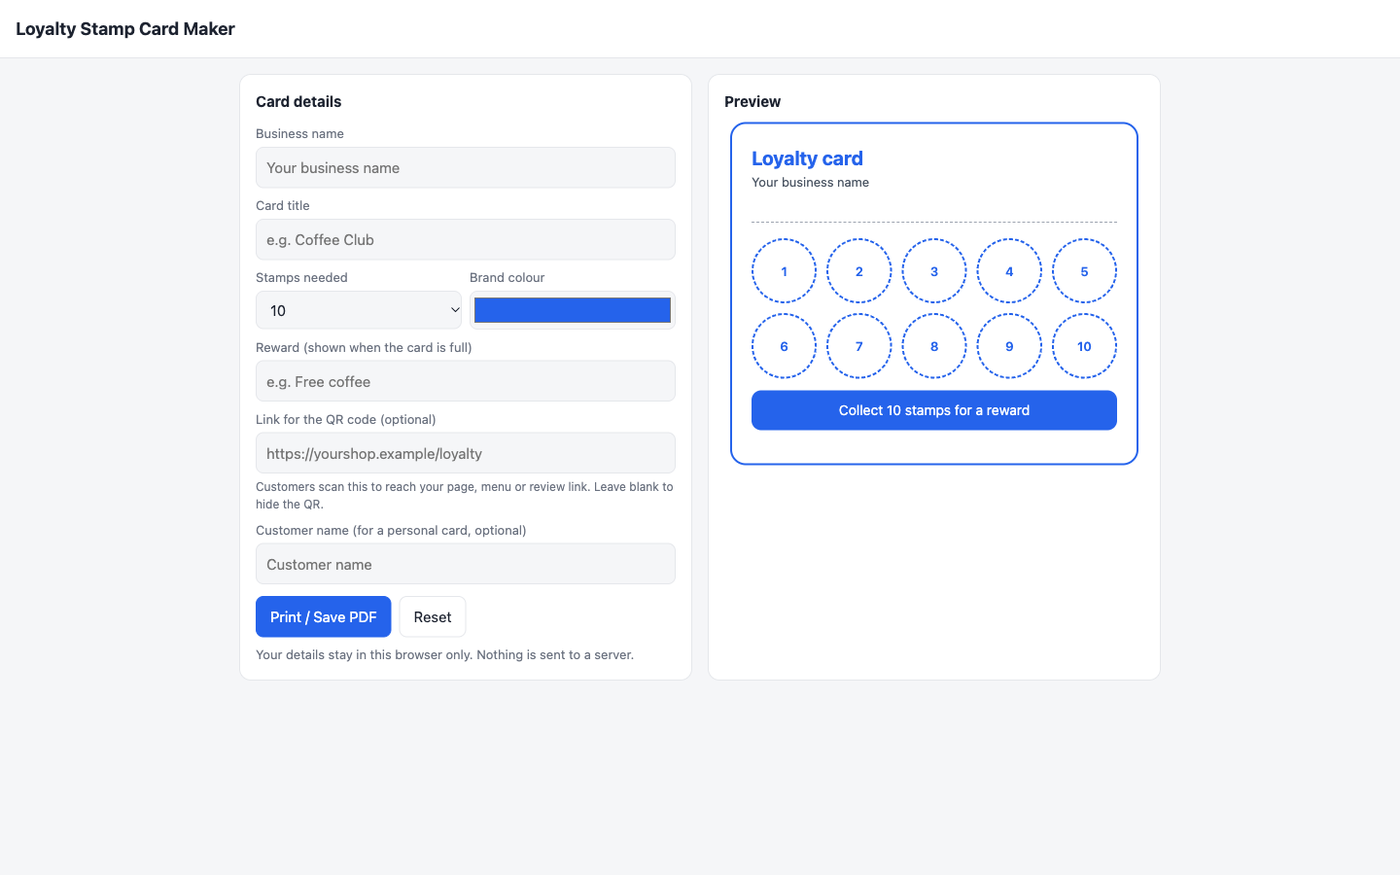 Loyalty Stamp Card Maker
Card details
Business name
Your business name
Card title
e.g. Coffee Club
Stamps needed
Brand colour
10
Reward (shown when the card is full)
e.g. Free coffee
Link for the QR code (optional)
https://yourshop.example/loyalty
Customers scan this to reach your page, menu or review link. Leave blank to
hide the QR.
Customer name (for a personal card, optional)
Customer name
Print / Save PDF
Reset
Your details stay in this browser only. Nothing is sent to a server.
Preview
Loyalty card
Your business name
1 2 3 4 5
6 7 8 9 10
Collect 10 stamps for a reward